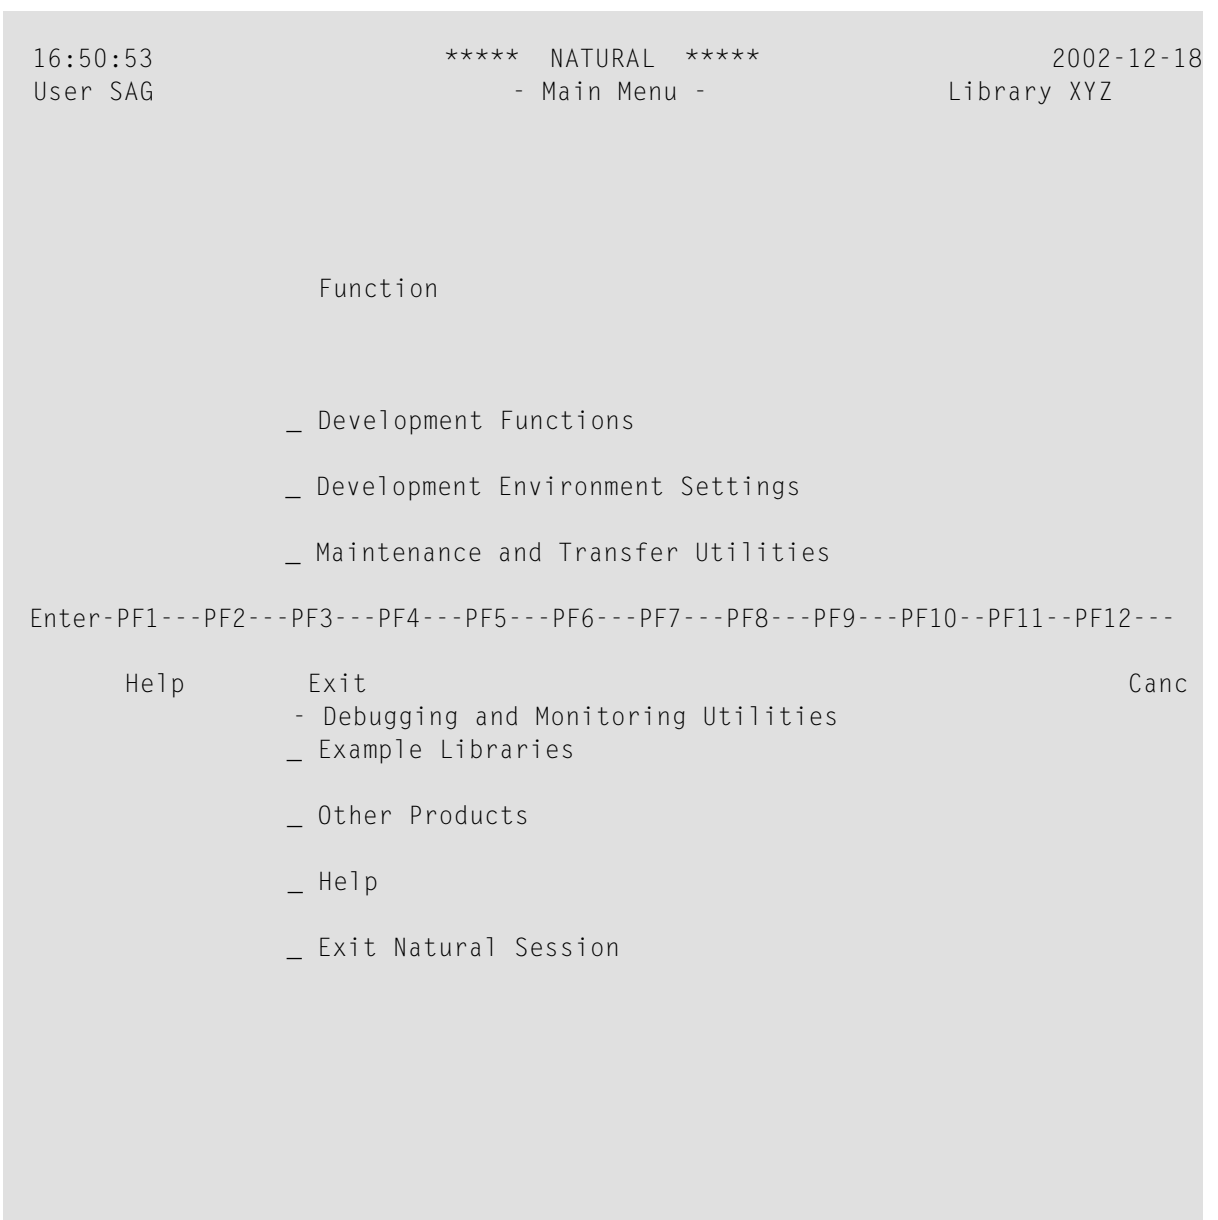 16:50:53 ***** NATURAL ***** 2002-12-18
User SAG - Main Menu - Library XYZ
Function
_ Development Functions
_ Development Environment Settings
_ Maintenance and Transfer Utilities
Enter-PF1---PF2---PF3---PF4---PF5---PF6---PF7---PF8---PF9---PF10--PF11--PF12---
Help Exit Canc
- Debugging and Monitoring Utilities
_ Example Libraries
_ Other Products
_ Help
_ Exit Natural Session